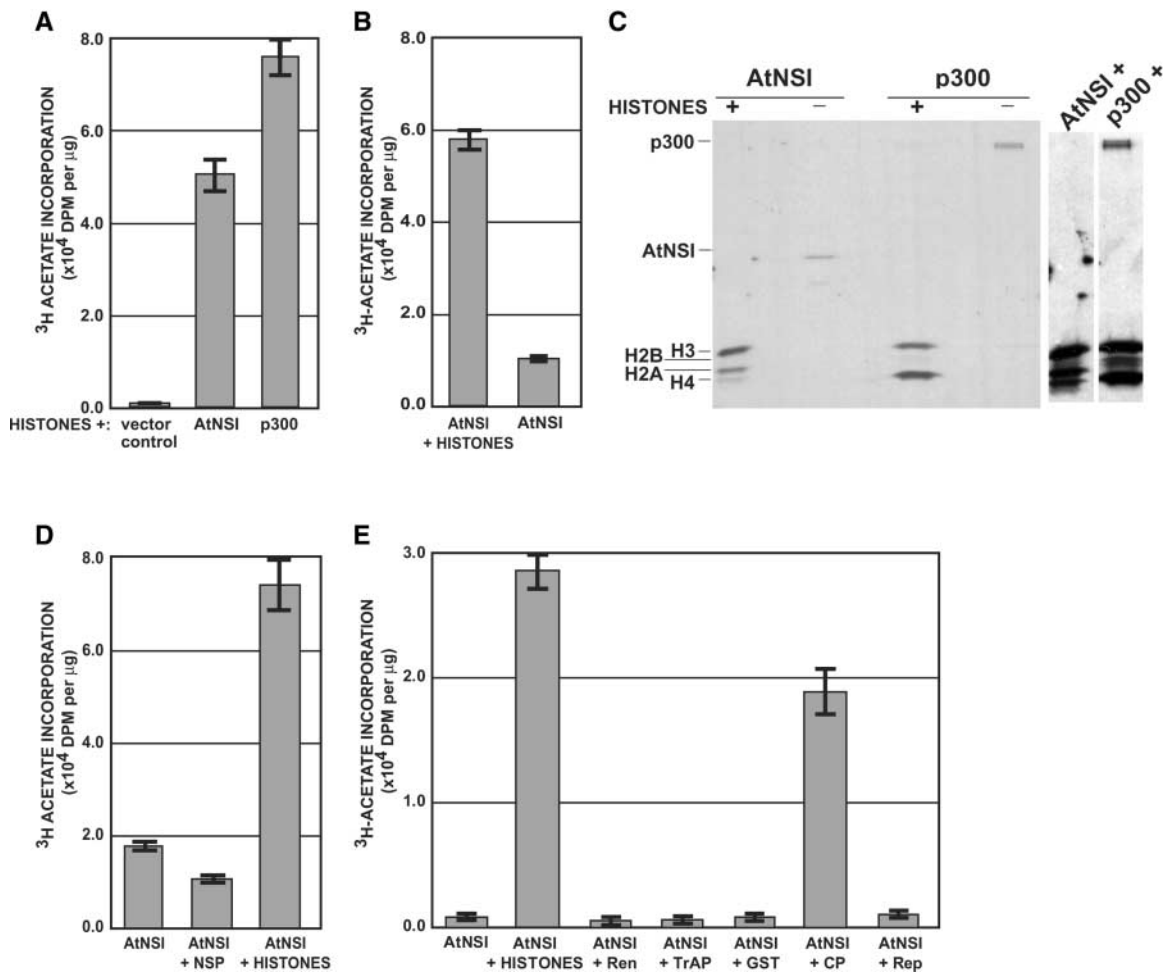 A
³H ACETATE INCORPORATION
(x10⁴ DPM per µg)
8.0
6.0
4.0
2.0
0.0
HISTONES +: vector control AtNSI p300
B
³H-ACETATE INCORPORATION
(x10⁴ DPM per µg)
8.0
6.0
4.0
2.0
0.0
AtNSI + HISTONES
AtNSI
C
AtNSI p300
HISTONES + − + −
AtNSI + p300 +
p300
AtNSI
H3
H2B
H2A
H4
D
³H ACETATE INCORPORATION
(x10⁴ DPM per µg)
8.0
6.0
4.0
2.0
0.0
AtNSI
AtNSI + NSP
AtNSI + HISTONES
E
³H-ACETATE INCORPORATION
(x10⁴ DPM per µg)
3.0
2.0
1.0
0.0
AtNSI
AtNSI + HISTONES
AtNSI + Ren
AtNSI + TrAP
AtNSI + GST
AtNSI + CP
AtNSI + Rep